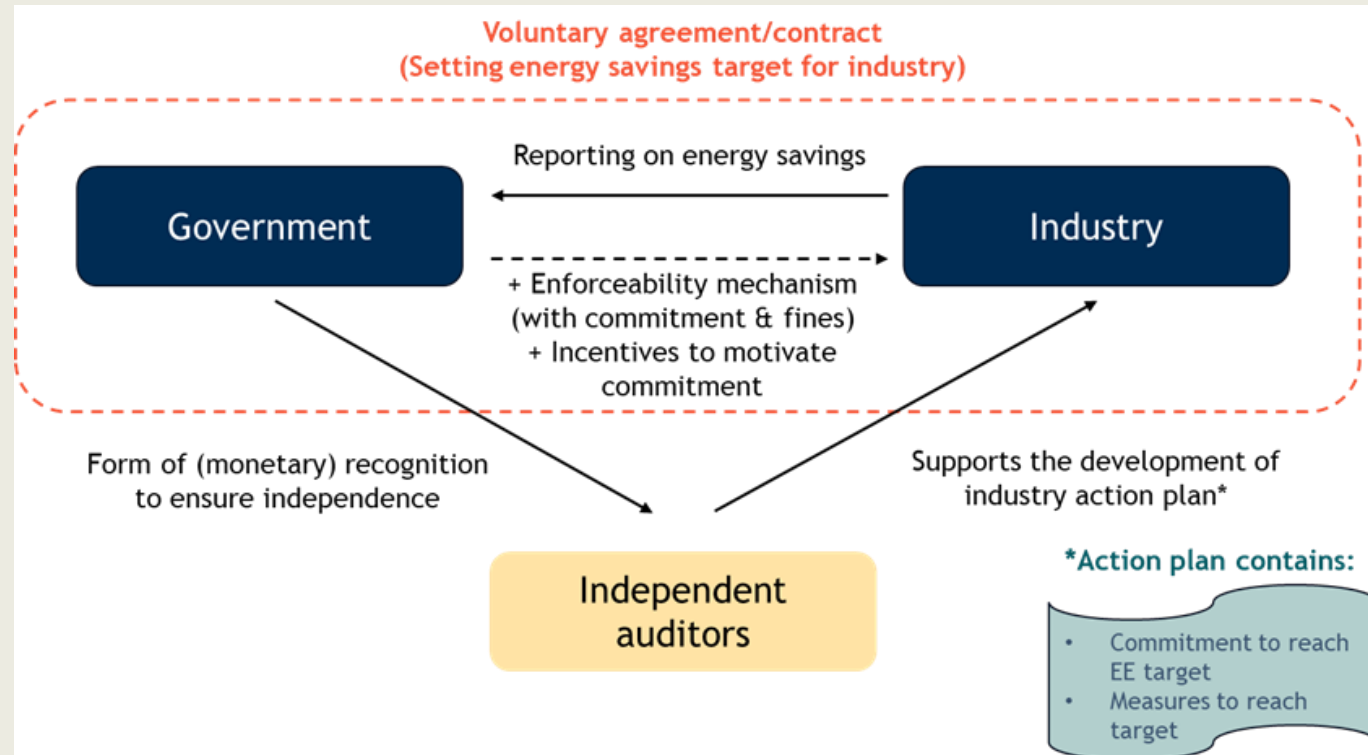 Voluntary agreement/contract
(Setting energy savings target for industry)
Reporting on energy savings
Government
Industry
+ Enforceability mechanism
(with commitment & fines)
+ Incentives to motivate
commitment
Form of (monetary) recognition
to ensure independence
Supports the development of
industry action plan*
Independent
auditors
*Action plan contains:
• Commitment to reach
EE target
• Measures to reach
target